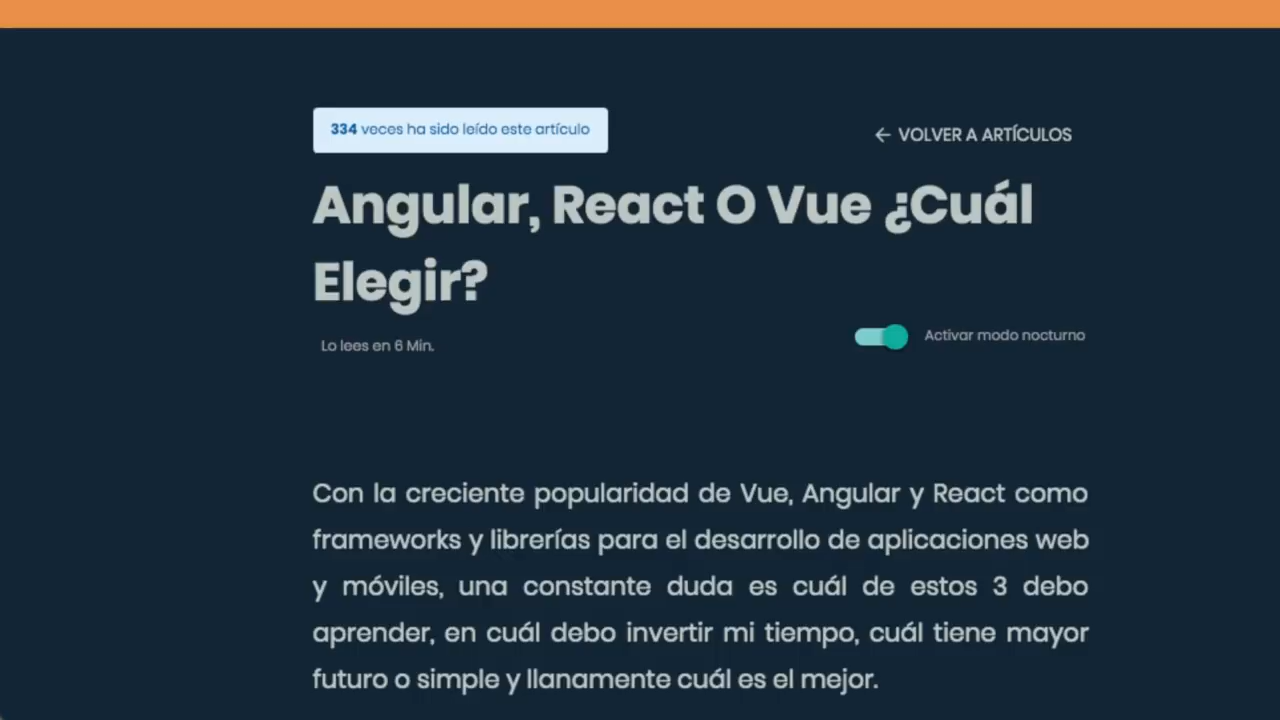 334 veces ha sido leído este artículo
← VOLVER A ARTÍCULOS
Angular, React O Vue ¿Cuál
Elegir?
Lo lees en 6 Min.
Activar modo nocturno
Con la creciente popularidad de Vue, Angular y React como
frameworks y librerías para el desarrollo de aplicaciones web
y móviles, una constante duda es cuál de estos 3 debo
aprender, en cuál debo invertir mi tiempo, cuál tiene mayor
futuro o simple y llanamente cuál es el mejor.